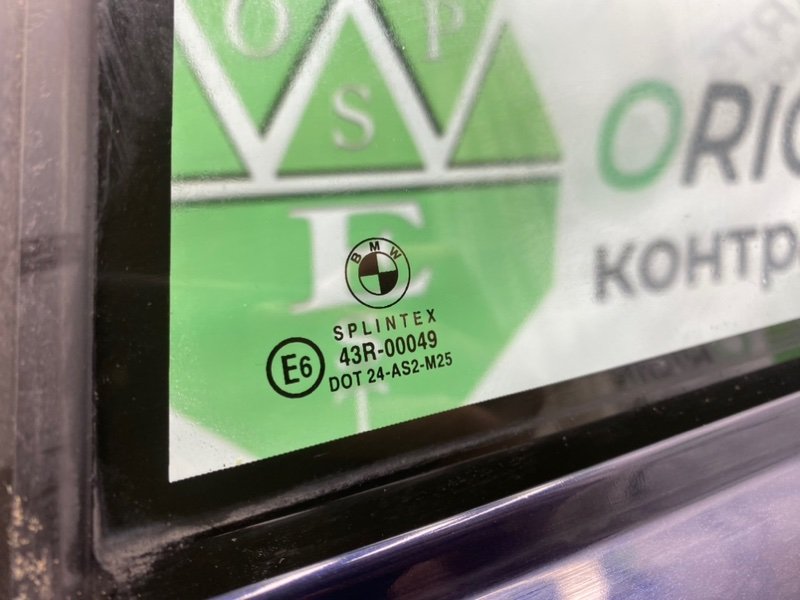 O P
S
E
ORIG
контр
BMW
SPLINTEX
E6
43R-00049
DOT 24-AS2-M25